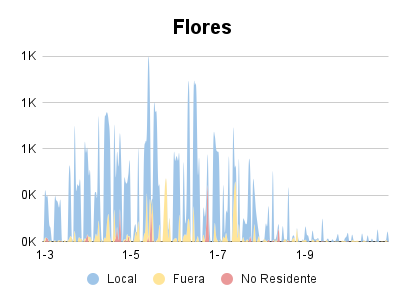 Flores
1K
1K
1K
0K
0K
1-3 1-5 1-7 1-9
Local Fuera No Residente